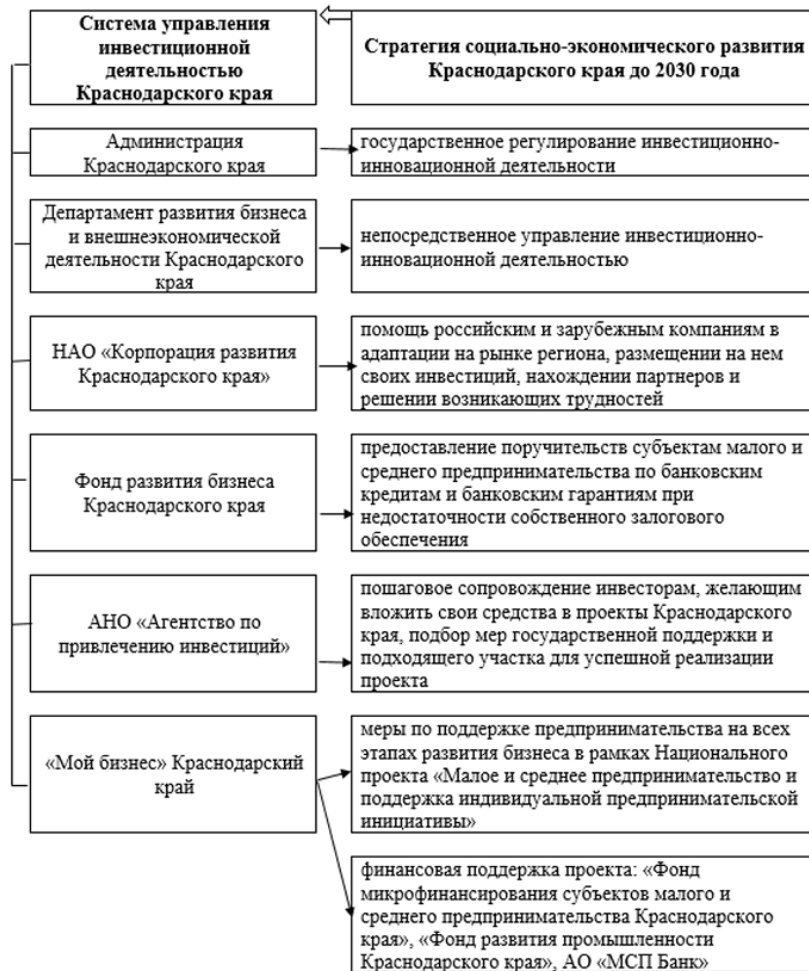 Система управления
инвестиционной
деятельностью
Краснодарского края
Стратегия социально-экономического развития
Краснодарского края до 2030 года
Администрация
Краснодарского края
государственное регулирование инвестиционно-
инновационной деятельности
Департамент развития бизнеса
и внешнеэкономической
деятельности Краснодарского
края
непосредственное управление инвестиционно-
инновационной деятельностью
НАО «Корпорация развития
Краснодарского края»
помощь российским и зарубежным компаниям в
адаптации на рынке региона, размещении на нем
своих инвестиций, нахождении партнеров и
решении возникающих трудностей
Фонд развития бизнеса
Краснодарского края
предоставление поручительств субъектам малого и
среднего предпринимательства по банковским
кредитам и банковским гарантиям при
недостаточности собственного залогового
обеспечения
АНО «Агентство по
привлечению инвестиций»
пошаговое сопровождение инвесторам, желающим
вложить свои средства в проекты Краснодарского
края, подбор мер государственной поддержки и
подходящего участка для успешной реализации
проекта
«Мой бизнес» Краснодарский
край
меры по поддержке предпринимательства на всех
этапах развития бизнеса в рамках Национального
проекта «Малое и среднее предпринимательство и
поддержка индивидуальной предпринимательской
инициативы»
финансовая поддержка проекта: «Фонд
микрофинансирования субъектов малого и
среднего предпринимательства Краснодарского
края», «Фонд развития промышленности
Краснодарского края», АО «МСП Банк»